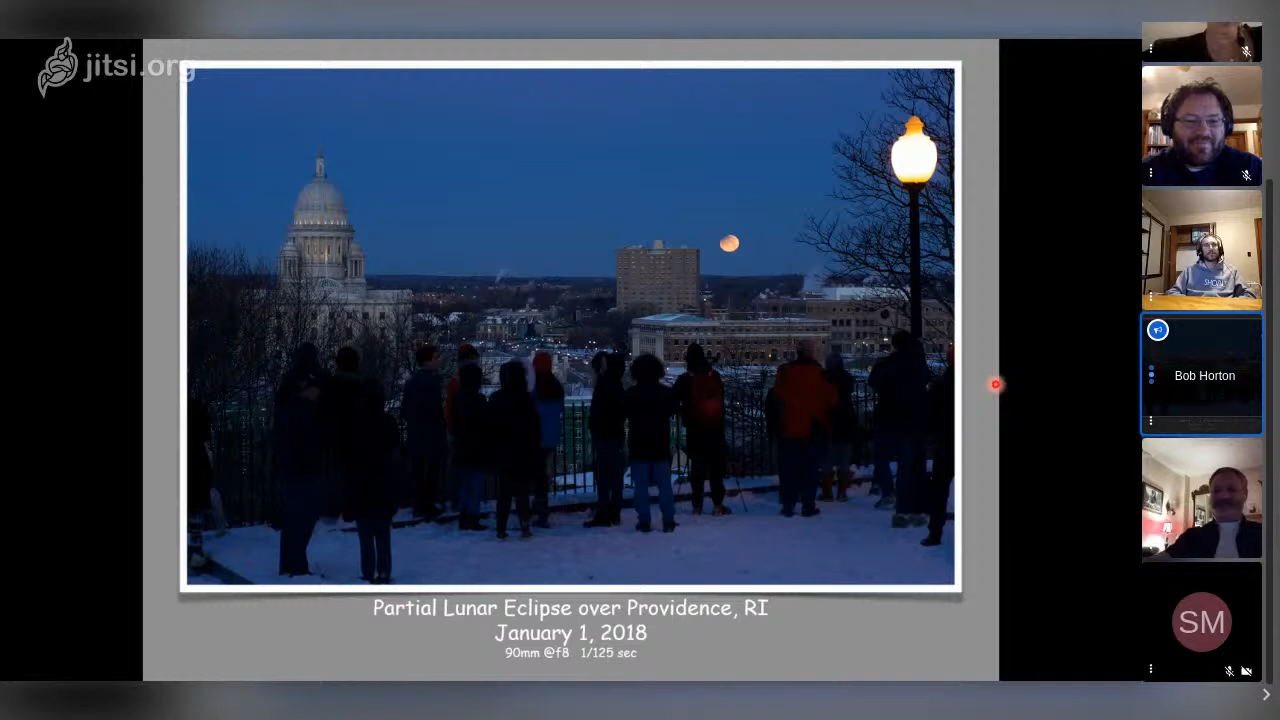 jitsi.org
Partial Lunar Eclipse over Providence, RI
January 1, 2018
90mm @f8 1/125 sec
Bob Horton
SM